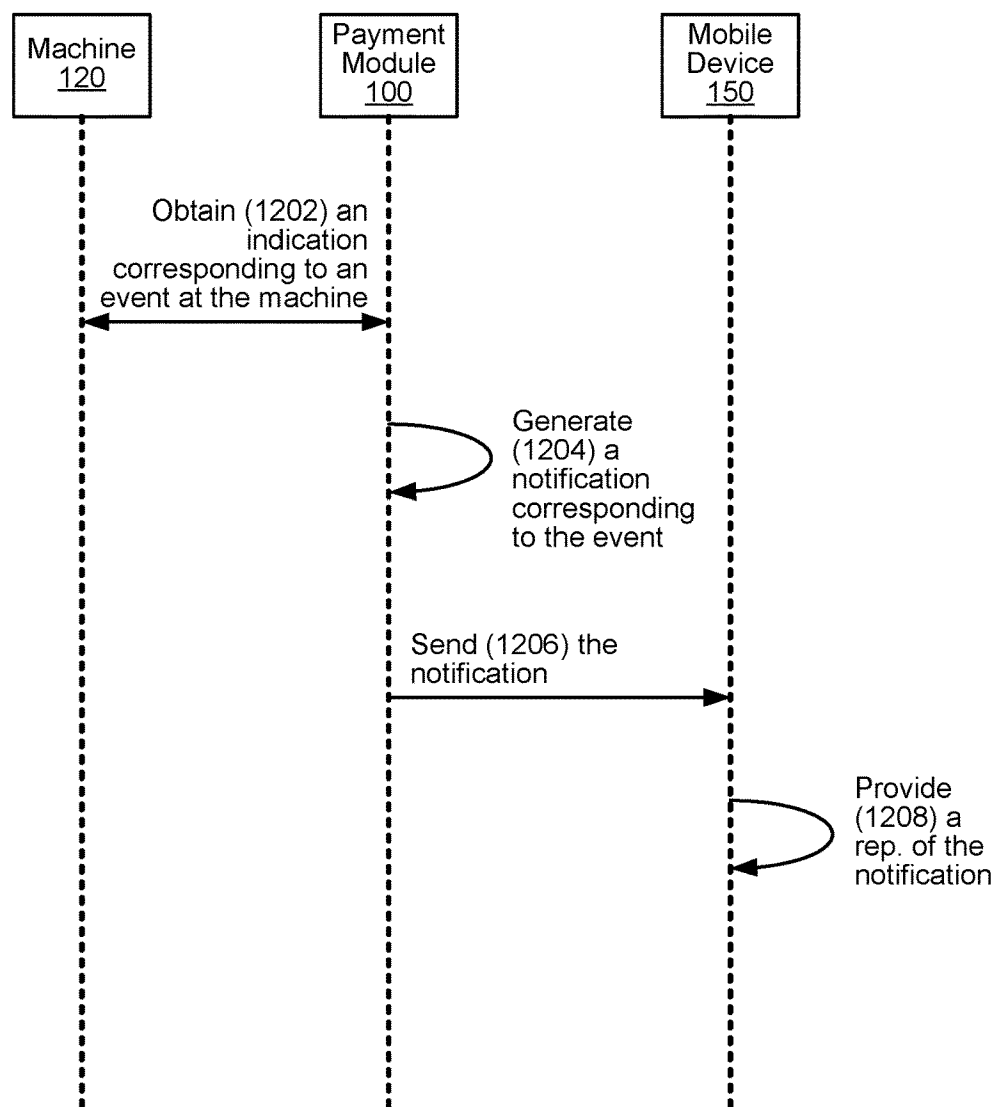 Machine
120
Payment
Module
100
Mobile
Device
150
Obtain (1202) an
indication
corresponding to an
event at the machine
Generate
(1204) a
notification
corresponding
to the event
Send (1206) the
notification
Provide
(1208) a
rep. of the
notification